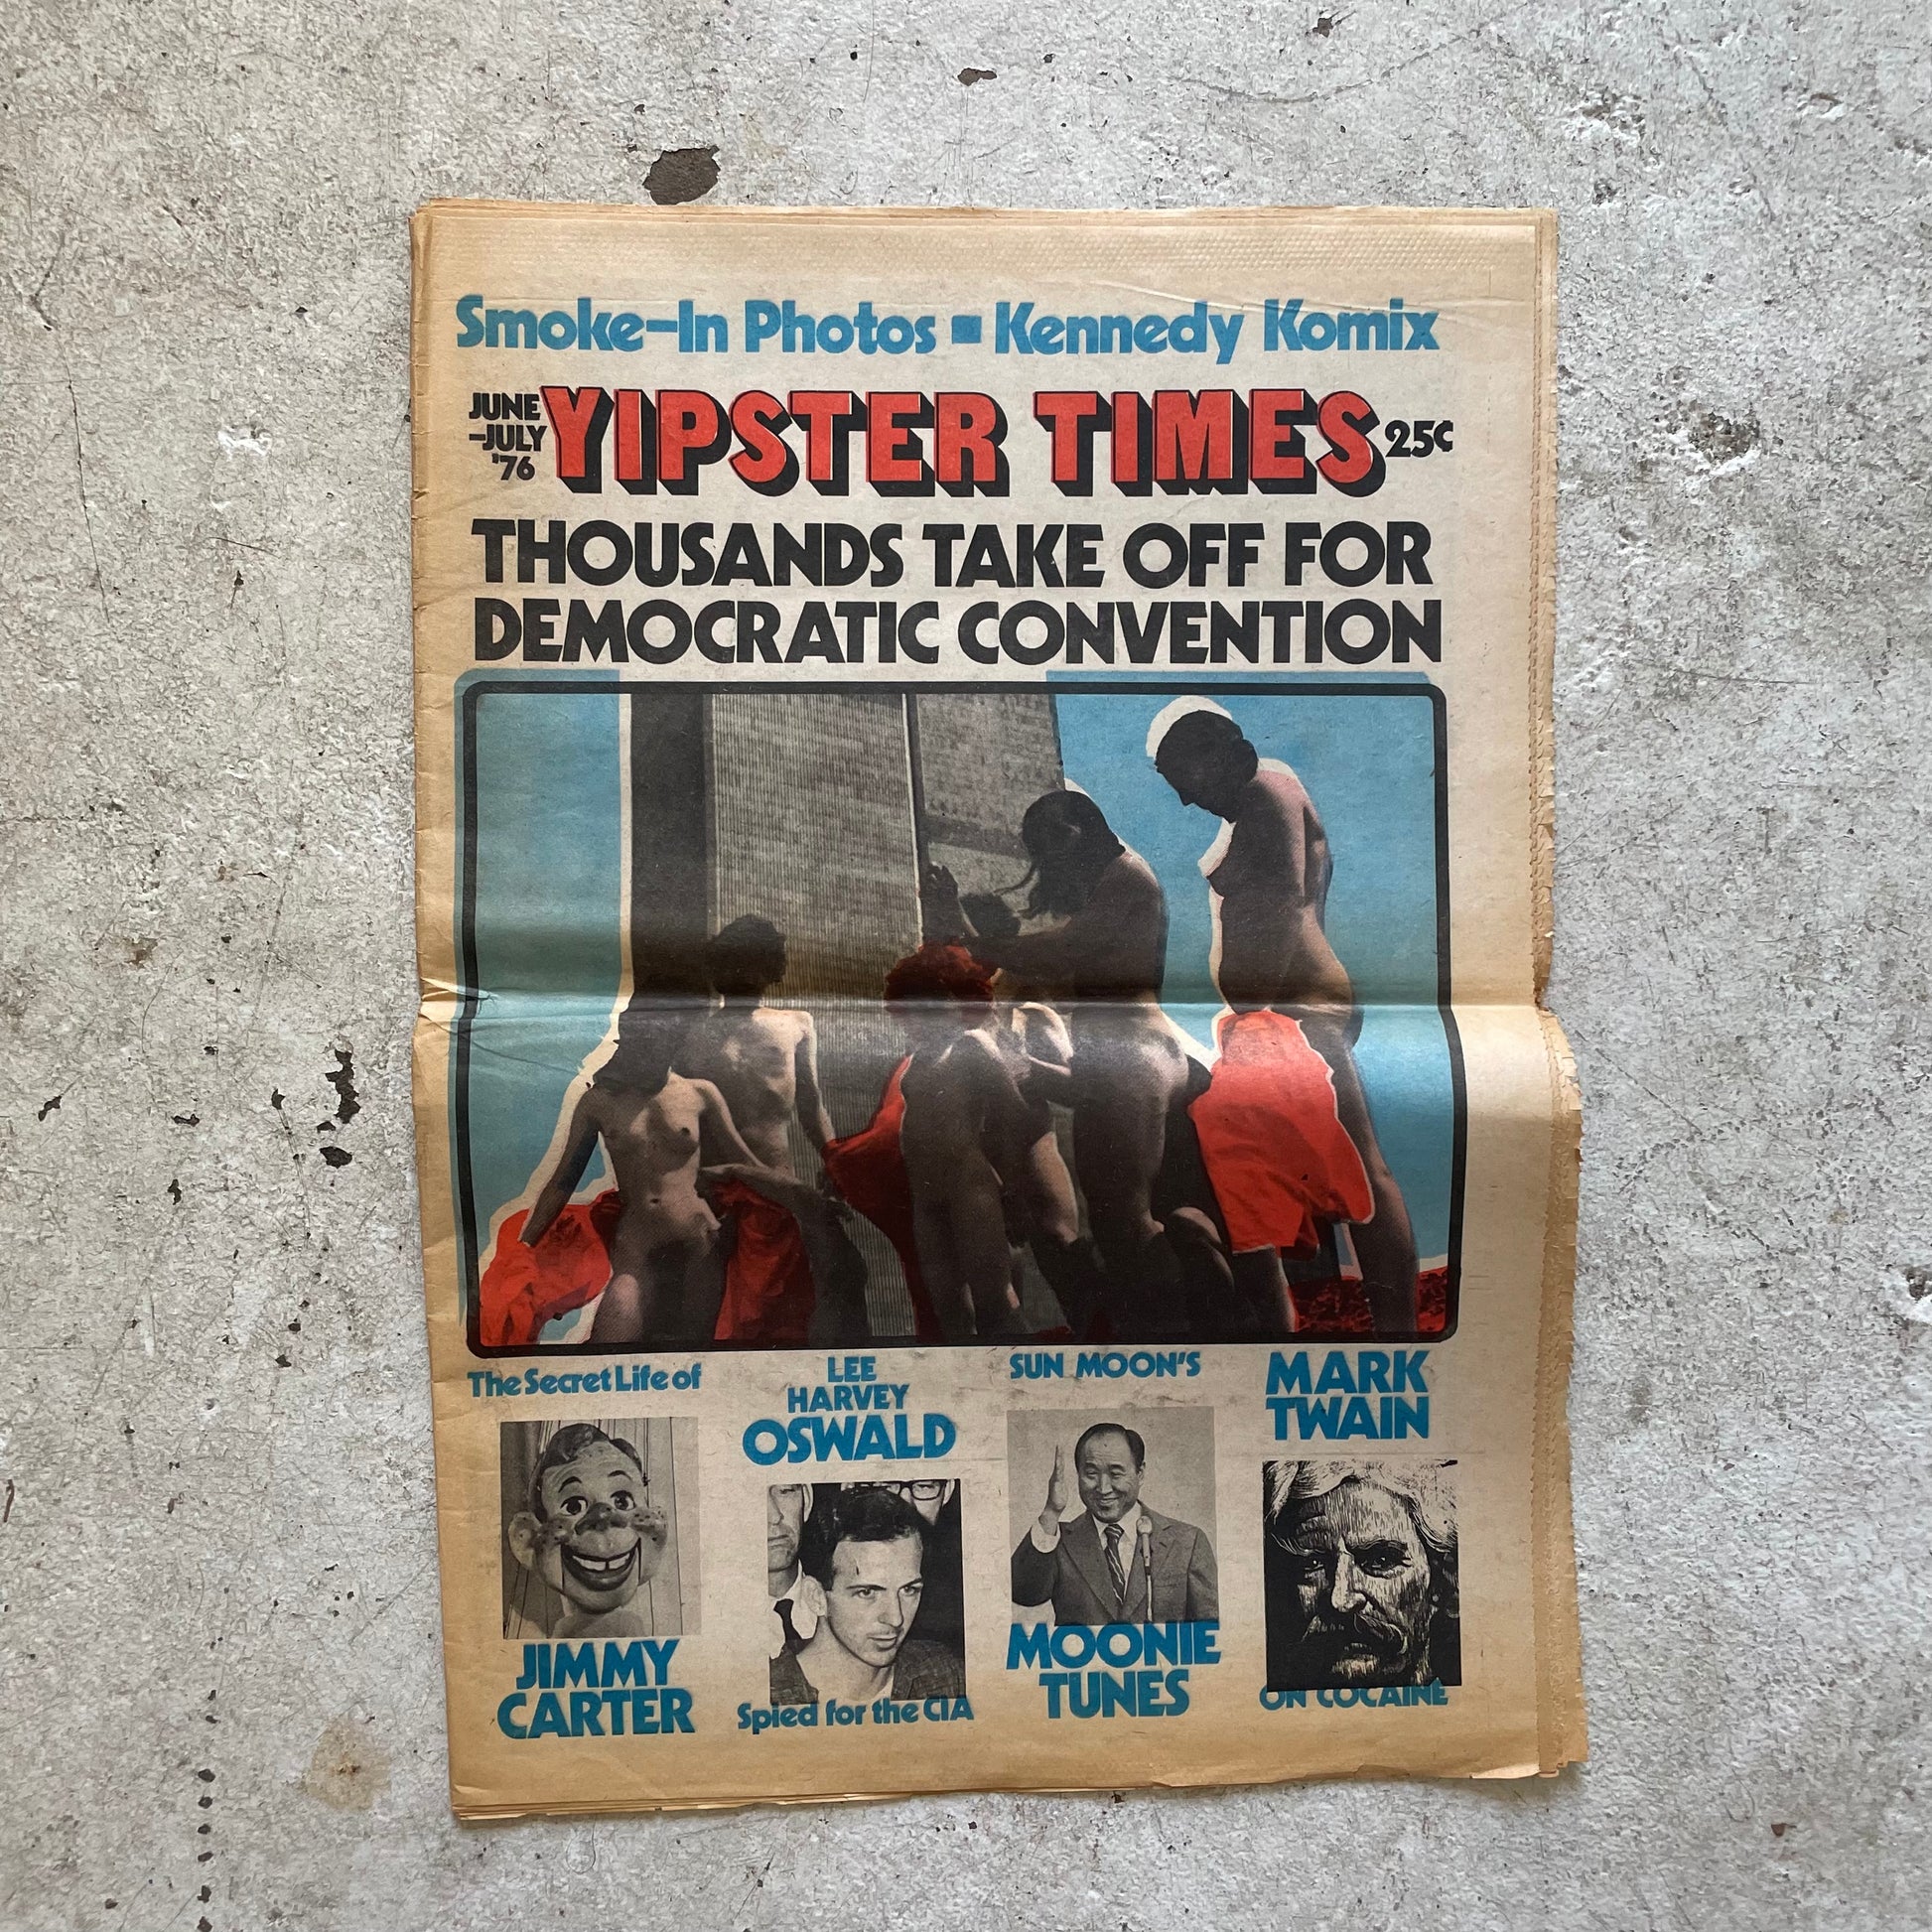 Smoke-In Photos ▪ Kennedy Komix
JUNE
-JULY
'76
YIPSTER TIMES
25¢
THOUSANDS TAKE OFF FOR
DEMOCRATIC CONVENTION
The Secret Life of
JIMMY
CARTER
LEE
HARVEY
OSWALD
Spied for the CIA
SUN MOON'S
MOONIE
TUNES
MARK
TWAIN
ON COCAINE